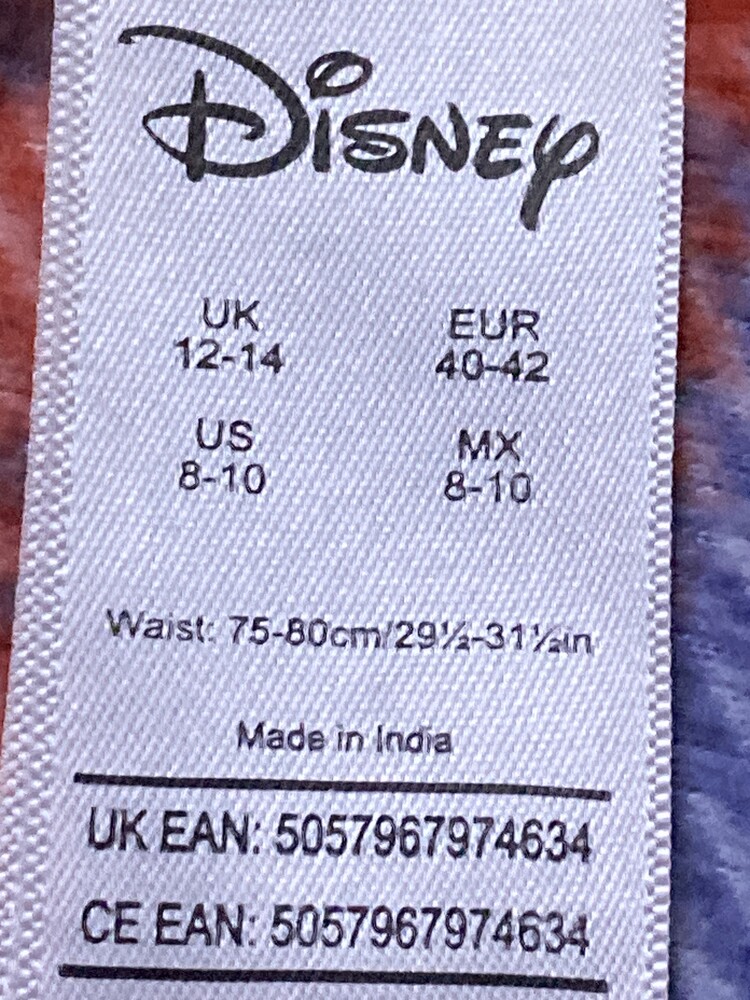 Disney
UK
12-14
EUR
40-42
US
8-10
MX
8-10
Waist: 75-80cm/29½-31½in
Made in India
UK EAN: 5057967974634
CE EAN: 5057967974634